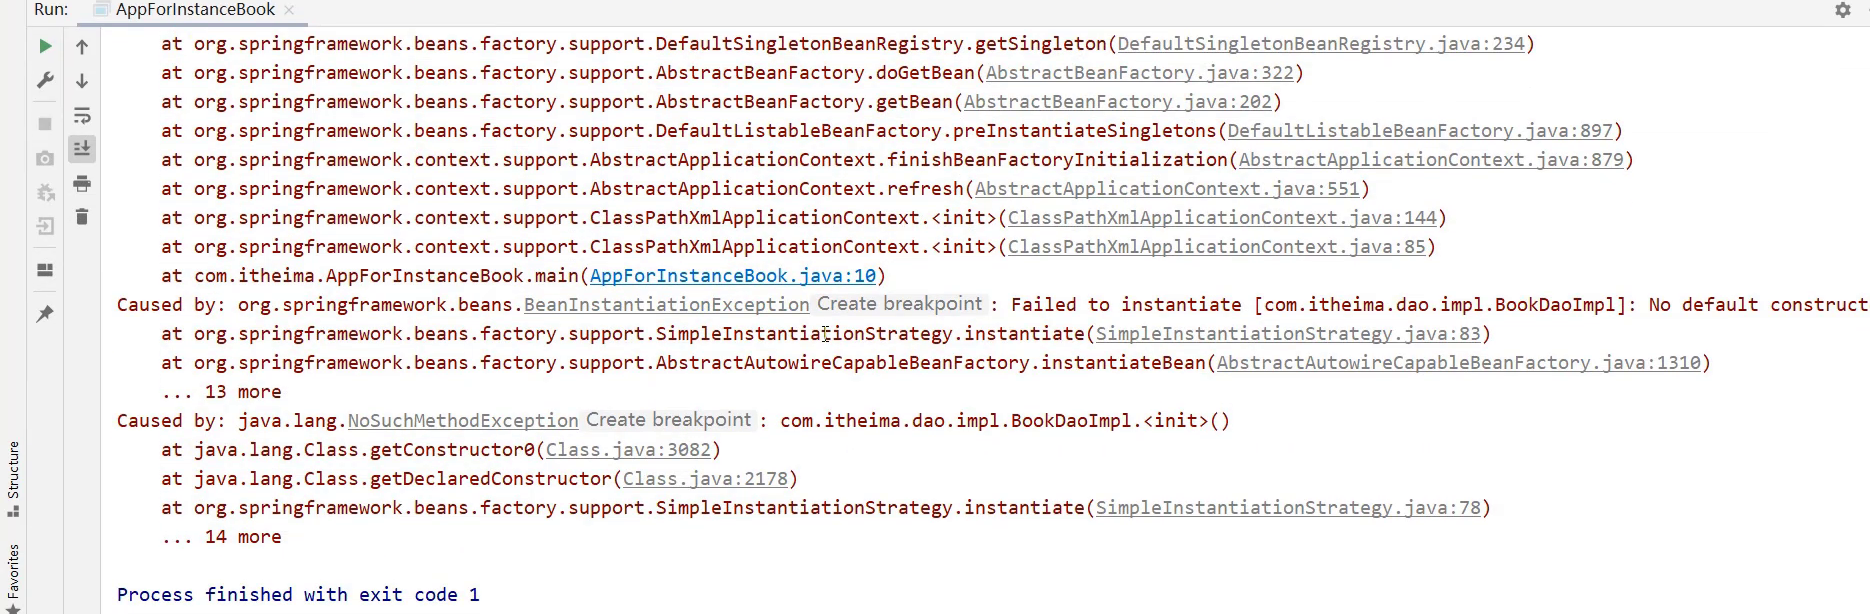 Run: AppForInstanceBook
at org.springframework.beans.factory.support.DefaultSingletonBeanRegistry.getSingleton(DefaultSingletonBeanRegistry.java:234)
at org.springframework.beans.factory.support.AbstractBeanFactory.doGetBean(AbstractBeanFactory.java:322)
at org.springframework.beans.factory.support.AbstractBeanFactory.getBean(AbstractBeanFactory.java:202)
at org.springframework.beans.factory.support.DefaultListableBeanFactory.preInstantiateSingletons(DefaultListableBeanFactory.java:897)
at org.springframework.context.support.AbstractApplicationContext.finishBeanFactoryInitialization(AbstractApplicationContext.java:879)
at org.springframework.context.support.AbstractApplicationContext.refresh(AbstractApplicationContext.java:551)
at org.springframework.context.support.ClassPathXmlApplicationContext.<init>(ClassPathXmlApplicationContext.java:144)
at org.springframework.context.support.ClassPathXmlApplicationContext.<init>(ClassPathXmlApplicationContext.java:85)
at com.itheima.AppForInstanceBook.main(AppForInstanceBook.java:10)
Caused by: org.springframework.beans.BeanInstantiationException Create breakpoint : Failed to instantiate [com.itheima.dao.impl.BookDaoImpl]: No default construct
at org.springframework.beans.factory.support.SimpleInstantiationStrategy.instantiate(SimpleInstantiationStrategy.java:83)
at org.springframework.beans.factory.support.AbstractAutowireCapableBeanFactory.instantiateBean(AbstractAutowireCapableBeanFactory.java:1310)
... 13 more
Caused by: java.lang.NoSuchMethodException Create breakpoint : com.itheima.dao.impl.BookDaoImpl.<init>()
at java.lang.Class.getConstructor0(Class.java:3082)
at java.lang.Class.getDeclaredConstructor(Class.java:2178)
at org.springframework.beans.factory.support.SimpleInstantiationStrategy.instantiate(SimpleInstantiationStrategy.java:78)
... 14 more
Process finished with exit code 1
Structure
Favorites